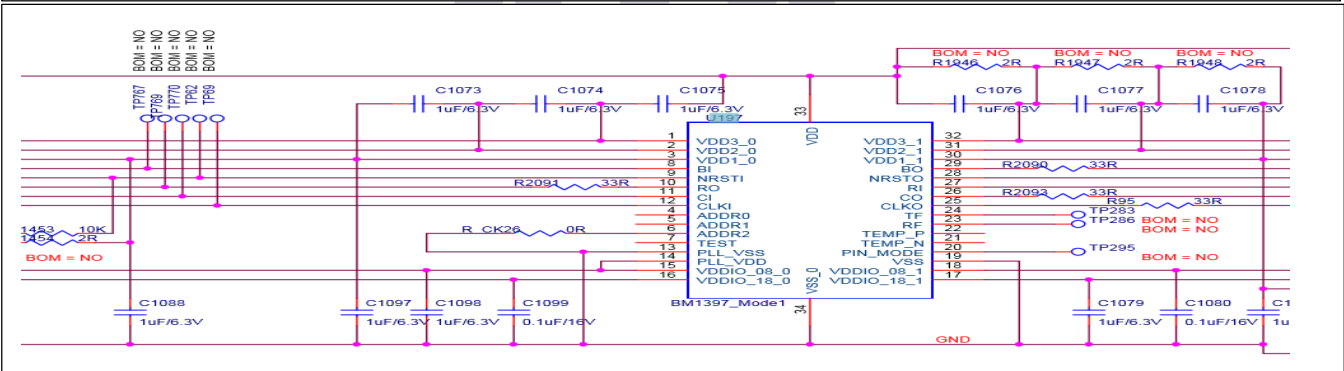 BOM = NO
BOM = NO
BOM = NO
BOM = NO
BOM = NO
TP767
TP769
TP770
TP62
TP69
BOM = NO
BOM = NO
BOM = NO
R1946 2R
R1947 2R
R1948 2R
C1073
1uF/6.3V
C1074
1uF/6.3V
C1075
1uF/6.3V
C1076
1uF/6.3V
C1077
1uF/6.3V
C1078
1uF/6.3V
U197
33
VDD
1 VDD3_0
2 VDD2_0
3 VDD1_0
8 BI
9 NRSTI
10 RO
11 CI
12 CLKI
4 ADDR0
5 ADDR1
6 ADDR2
7 TEST
13 PLL_VSS
14 PLL_VDD
15 VDDIO_08_0
16 VDDIO_18_0
VDD3_1 32
VDD2_1 31
VDD1_1 30
BO 29
NRSTO 28
RI 27
CO 26
CLKO 25
TF 24
RF 23
TEMP_P 22
TEMP_N 21
PIN_MODE 20
VSS 19
VDDIO_08_1 18
VDDIO_18_1 17
VSS_0
34
BM1397_Mode1
R2091 33R
R_CK26 0R
R2090 33R
R2093 33R
R95 33R
TP283
BOM = NO
TP286
BOM = NO
TP295
BOM = NO
1453 10K
1454 2R
BOM = NO
C1088
1uF/6.3V
C1097
1uF/6.3V
C1098
1uF/6.3V
C1099
0.1uF/16V
C1079
1uF/6.3V
C1080
0.1uF/16V
C1
1u
GND